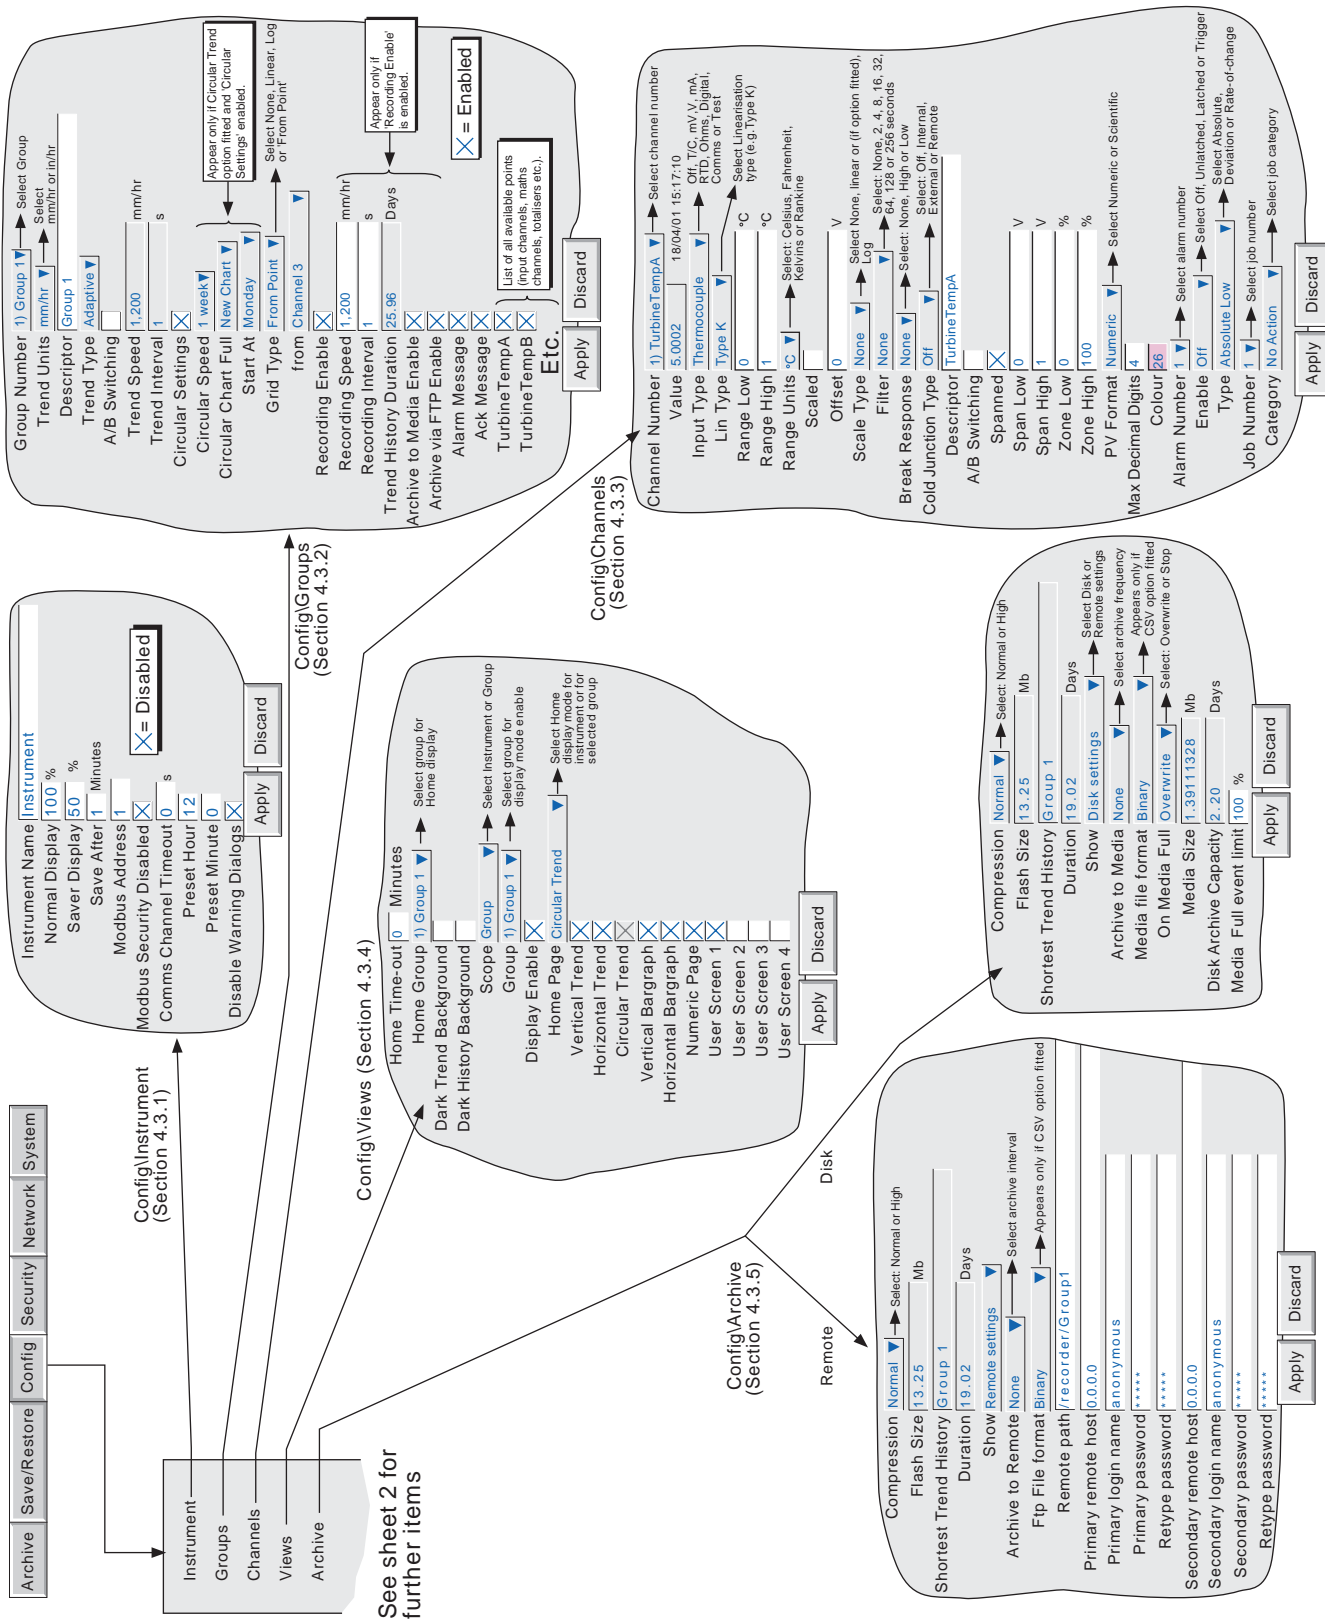 Archive Save/Restore Config Security Network System
Instrument
Groups
Channels
Views
Archive
See sheet 2 for
further items
Config\Instrument
(Section 4.3.1)
Instrument Name Instrument
Normal Display 100 %
Saver Display 50 %
Save After 1 Minutes
Modbus Address 1
Modbus Security Disabled
Comms Channel Timeout 0 s
Preset Hour 12
Preset Minute 0
Disable Warning Dialogs
= Disabled
Apply Discard
Config\Groups
(Section 4.3.2)
Group Number 1) Group 1 Select Group
Trend Units mm/hr Select
mm/hr or in/hr
Descriptor Group 1
Trend Type Adaptive
A/B Switching
Trend Speed 1,200 mm/hr
Trend Interval 1 s
Circular Settings
Circular Speed 1 week
Circular Chart Full New Chart
Start At Monday
Appear only if Circular Trend
option fitted and 'Circular
Settings' enabled.
Grid Type From Point Select None, Linear, Log
or 'From Point'
from Channel 3
Recording Enable
Recording Speed 1,200 mm/hr
Recording Interval 1 s
Trend History Duration 25.96 Days
Appear only if
'Recording Enable'
is enabled.
Archive to Media Enable
Archive via FTP Enable
Alarm Message
Ack Message
TurbineTempA
TurbineTempB
Etc.
List of all available points
(input channels, maths
channels, totalisers etc.).
= Enabled
Apply Discard
Config\Channels
(Section 4.3.3)
Channel Number 1) TurbineTempA Select channel number
Value 5.0002 18/04/01 15:17:10
Input Type Thermocouple Off, T/C, mV,V, mA,
RTD, Ohms, Digital,
Comms or Test
Lin Type Type K Select Linearisation
type (e.g.Type K)
Range Low 0 °C
Range High 1 °C
Range Units °C Select: Celsius, Fahrenheit,
Kelvins or Rankine
Scaled
Offset 0 V
Scale Type None Select None, linear or (if option fitted),
Log
Filter None Select: None, 2, 4, 8, 16, 32,
64, 128 or 256 seconds
Break Response None Select: None, High or Low
Cold Junction Type Off Select: Off, Internal,
External or Remote
Descriptor TurbineTempA
A/B Switching
Spanned
Span Low 0 V
Span High 1 V
Zone Low 0 %
Zone High 100 %
PV Format Numeric Select Numeric or Scientific
Max Decimal Digits 4
Colour 26
Alarm Number 1 Select alarm number
Enable Off Select Off, Unlatched, Latched or Trigger
Type Absolute Low Select Absolute,
Deviation or Rate-of-change
Job Number 1 Select job number
Category No Action Select job category
Apply Discard
Config\Views (Section 4.3.4)
Home Time-out 0 Minutes
Home Group 1) Group 1 Select group for
Home display
Dark Trend Background
Dark History Background
Scope Group Select Instrument or Group
Group 1) Group 1 Select group for
display mode enable
Display Enable
Home Page Circular Trend Select Home
display mode for
instrument or for
selected group
Vertical Trend
Horizontal Trend
Circular Trend
Vertical Bargraph
Horizontal Bargraph
Numeric Page
User Screen 1
User Screen 2
User Screen 3
User Screen 4
Apply Discard
Config\Archive
(Section 4.3.5)
Remote
Disk
Compression Normal Select: Normal or High
Flash Size 13.25 Mb
Shortest Trend History Group 1
Duration 19.02 Days
Show Remote settings
Archive to Remote None Select archive interval
Ftp File format Binary Appears only if CSV option fitted
Remote path /recorder/Group1
Primary remote host 0.0.0.0
Primary login name anonymous
Primary password *****
Retype password *****
Secondary remote host 0.0.0.0
Secondary login name anonymous
Secondary password *****
Retype password *****
Apply Discard
Compression Normal Select: Normal or High
Flash Size 13.25 Mb
Shortest Trend History Group 1
Duration 19.02 Days
Show Disk settings Select Disk or
Remote settings
Archive to Media None Select archive frequency
Media file format Binary Appears only if
CSV option fitted
On Media Full Overwrite Select: Overwrite or Stop
Media Size 1.39111328 Mb
Disk Archive Capacity 2.20 Days
Media Full event limit 100 %
Apply Discard